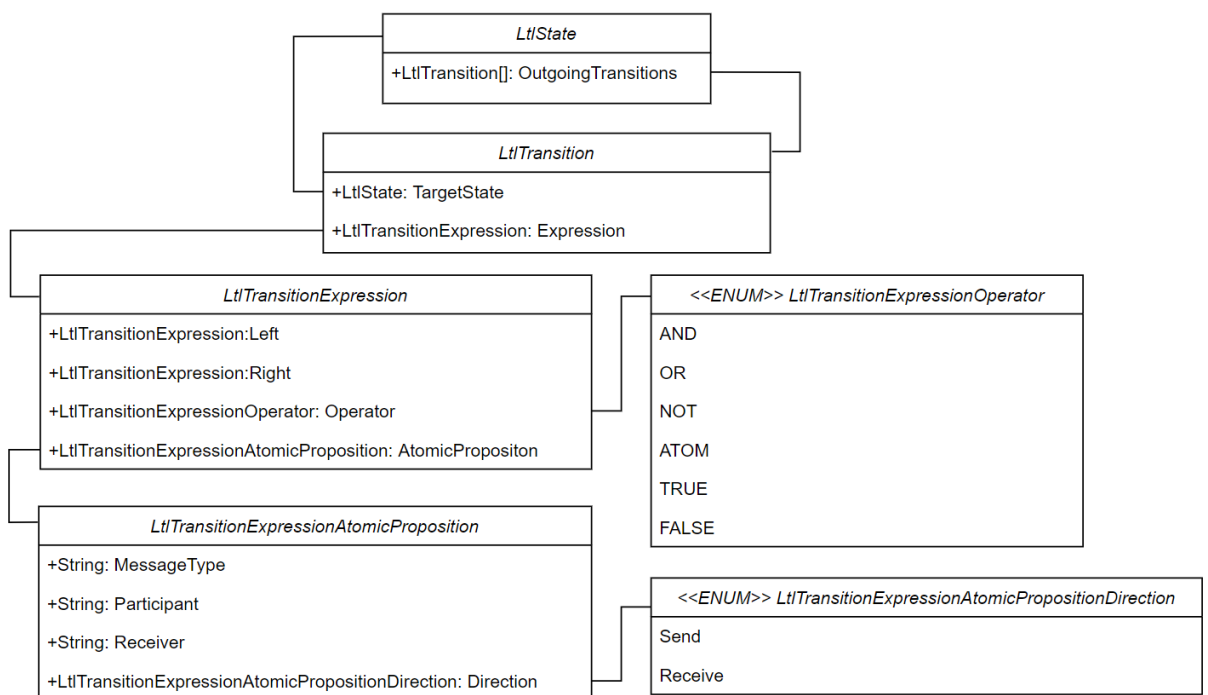 LtlState
+LtlTransition[]: OutgoingTransitions
LtlTransition
+LtlState: TargetState
+LtlTransitionExpression: Expression
LtlTransitionExpression
+LtlTransitionExpression:Left
+LtlTransitionExpression:Right
+LtlTransitionExpressionOperator: Operator
+LtlTransitionExpressionAtomicProposition: AtomicPropositon
<<ENUM>> LtlTransitionExpressionOperator
AND
OR
NOT
ATOM
TRUE
FALSE
LtlTransitionExpressionAtomicProposition
+String: MessageType
+String: Participant
+String: Receiver
+LtlTransitionExpressionAtomicPropositionDirection: Direction
<<ENUM>> LtlTransitionExpressionAtomicPropositionDirection
Send
Receive